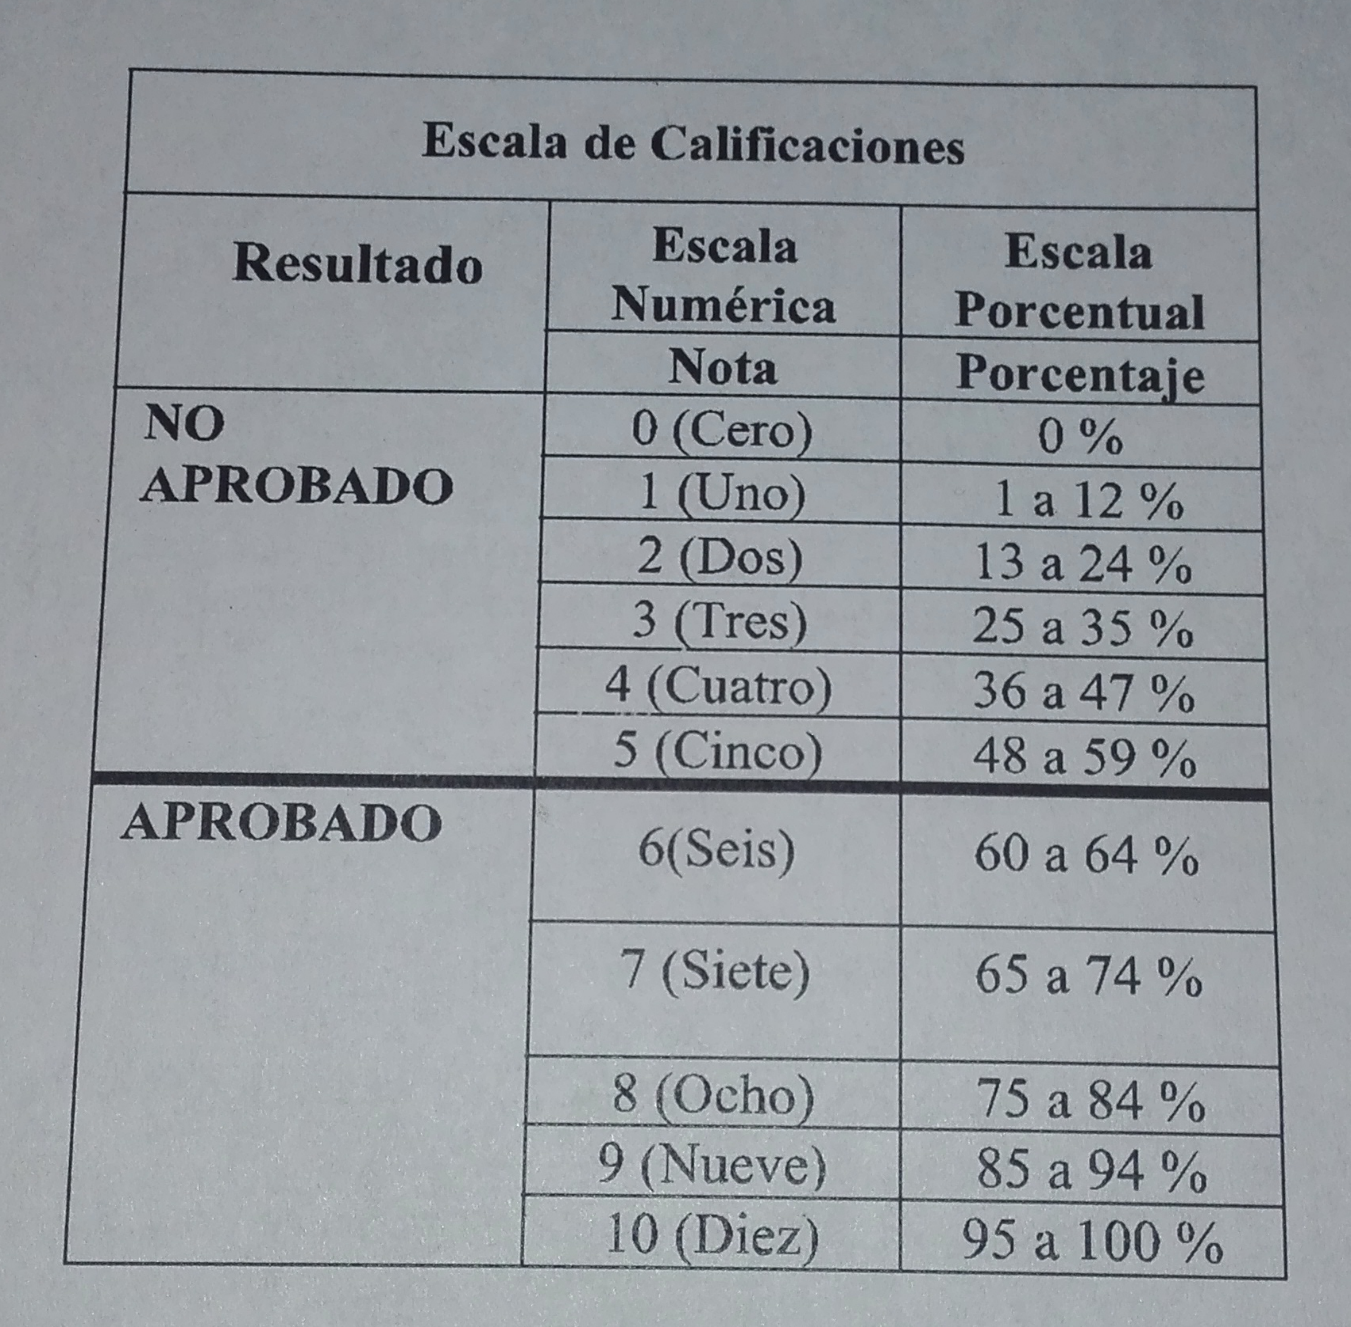 Escala de Calificaciones
Resultado
Escala Numérica
Escala Porcentual
Nota
Porcentaje
NO APROBADO
0 (Cero)
0 %
1 (Uno)
1 a 12 %
2 (Dos)
13 a 24 %
3 (Tres)
25 a 35 %
4 (Cuatro)
36 a 47 %
5 (Cinco)
48 a 59 %
APROBADO
6(Seis)
60 a 64 %
7 (Siete)
65 a 74 %
8 (Ocho)
75 a 84 %
9 (Nueve)
85 a 94 %
10 (Diez)
95 a 100 %